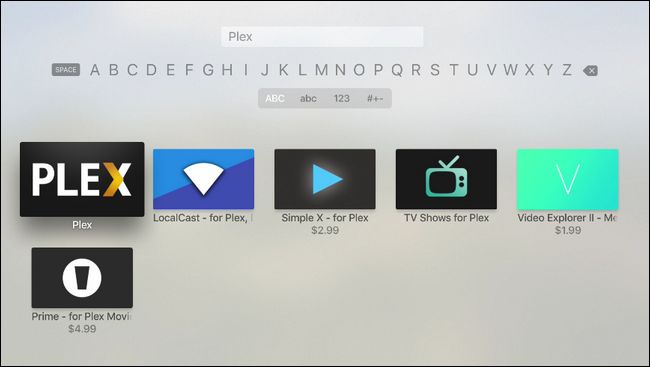 Plex
SPACE A B C D E F G H I J K L M N O P Q R S T U V W X Y Z
ABC abc 123 #+-
PLEX
Plex
LocalCast - for Plex,
Simple X - for Plex
$2.99
TV Shows for Plex
V
Video Explorer II - Me
$1.99
Prime - for Plex Movi
$4.99